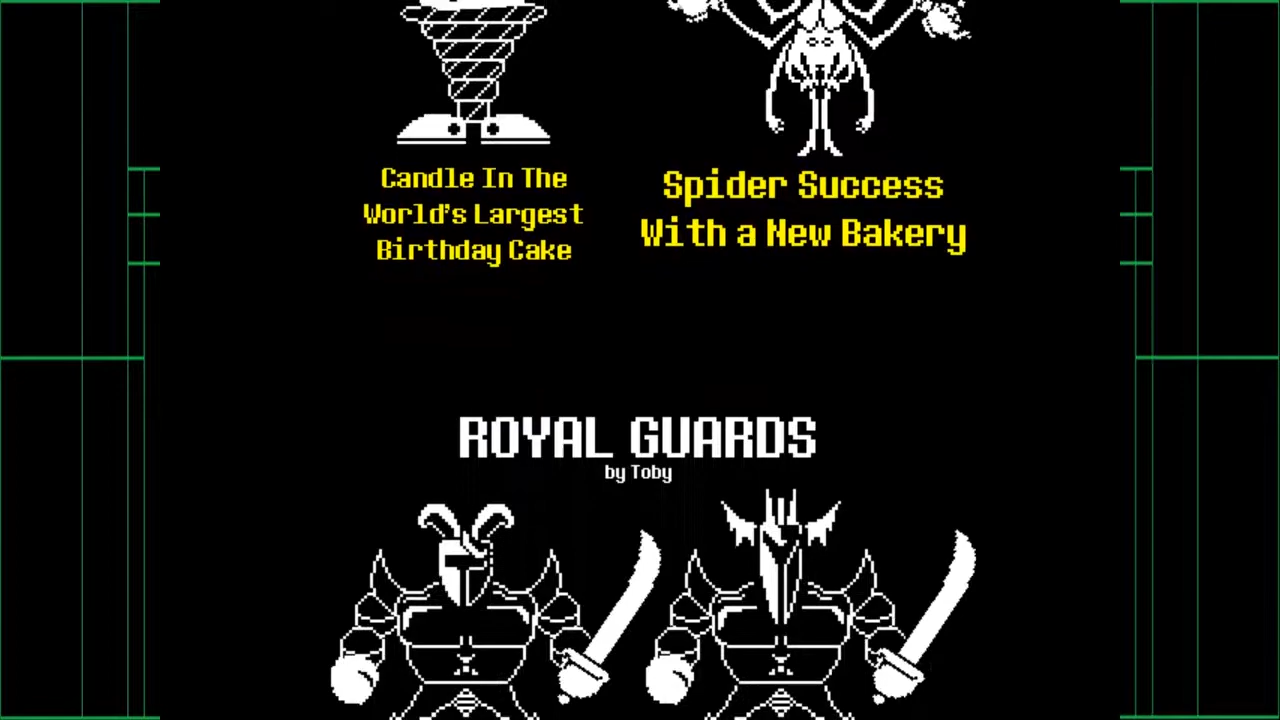 Candle In The
World's Largest
Birthday Cake
Spider Success
With a New Bakery
ROYAL GUARDS
by Toby